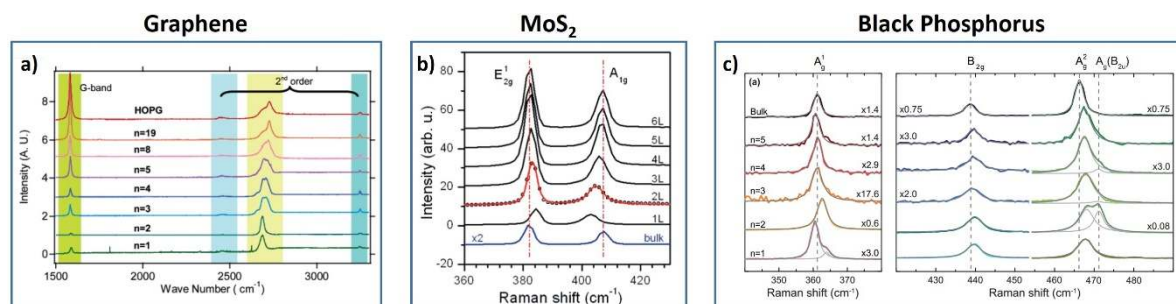 Graphene
MoS2
Black Phosphorus
a)
G-band
2nd order
HOPG
n=19
n=8
n=5
n=4
n=3
n=2
n=1
8
6
4
2
0
Intensity (A. U.)
1500 2000 2500 3000
Wave Number ( cm-1)
b)
E12g
A1g
6L
5L
4L
3L
2L
1L
x2 bulk
80
60
40
20
0
-20
Intensity (arb. u.)
360 380 400 420
Raman shift (cm-1)
c)
(a)
A1g
B2g
A2g
Ag(B2u)
Bulk x1.4
n=5 x1.4
n=4 x2.9
n=3 x17.6
n=2 x0.6
n=1 x3.0
350 360 370
Raman shift (cm-1)
x0.75 x0.75
x3.0
x3.0
x2.0
x0.08
430 440 450 460 470 480
Raman shift (cm-1)